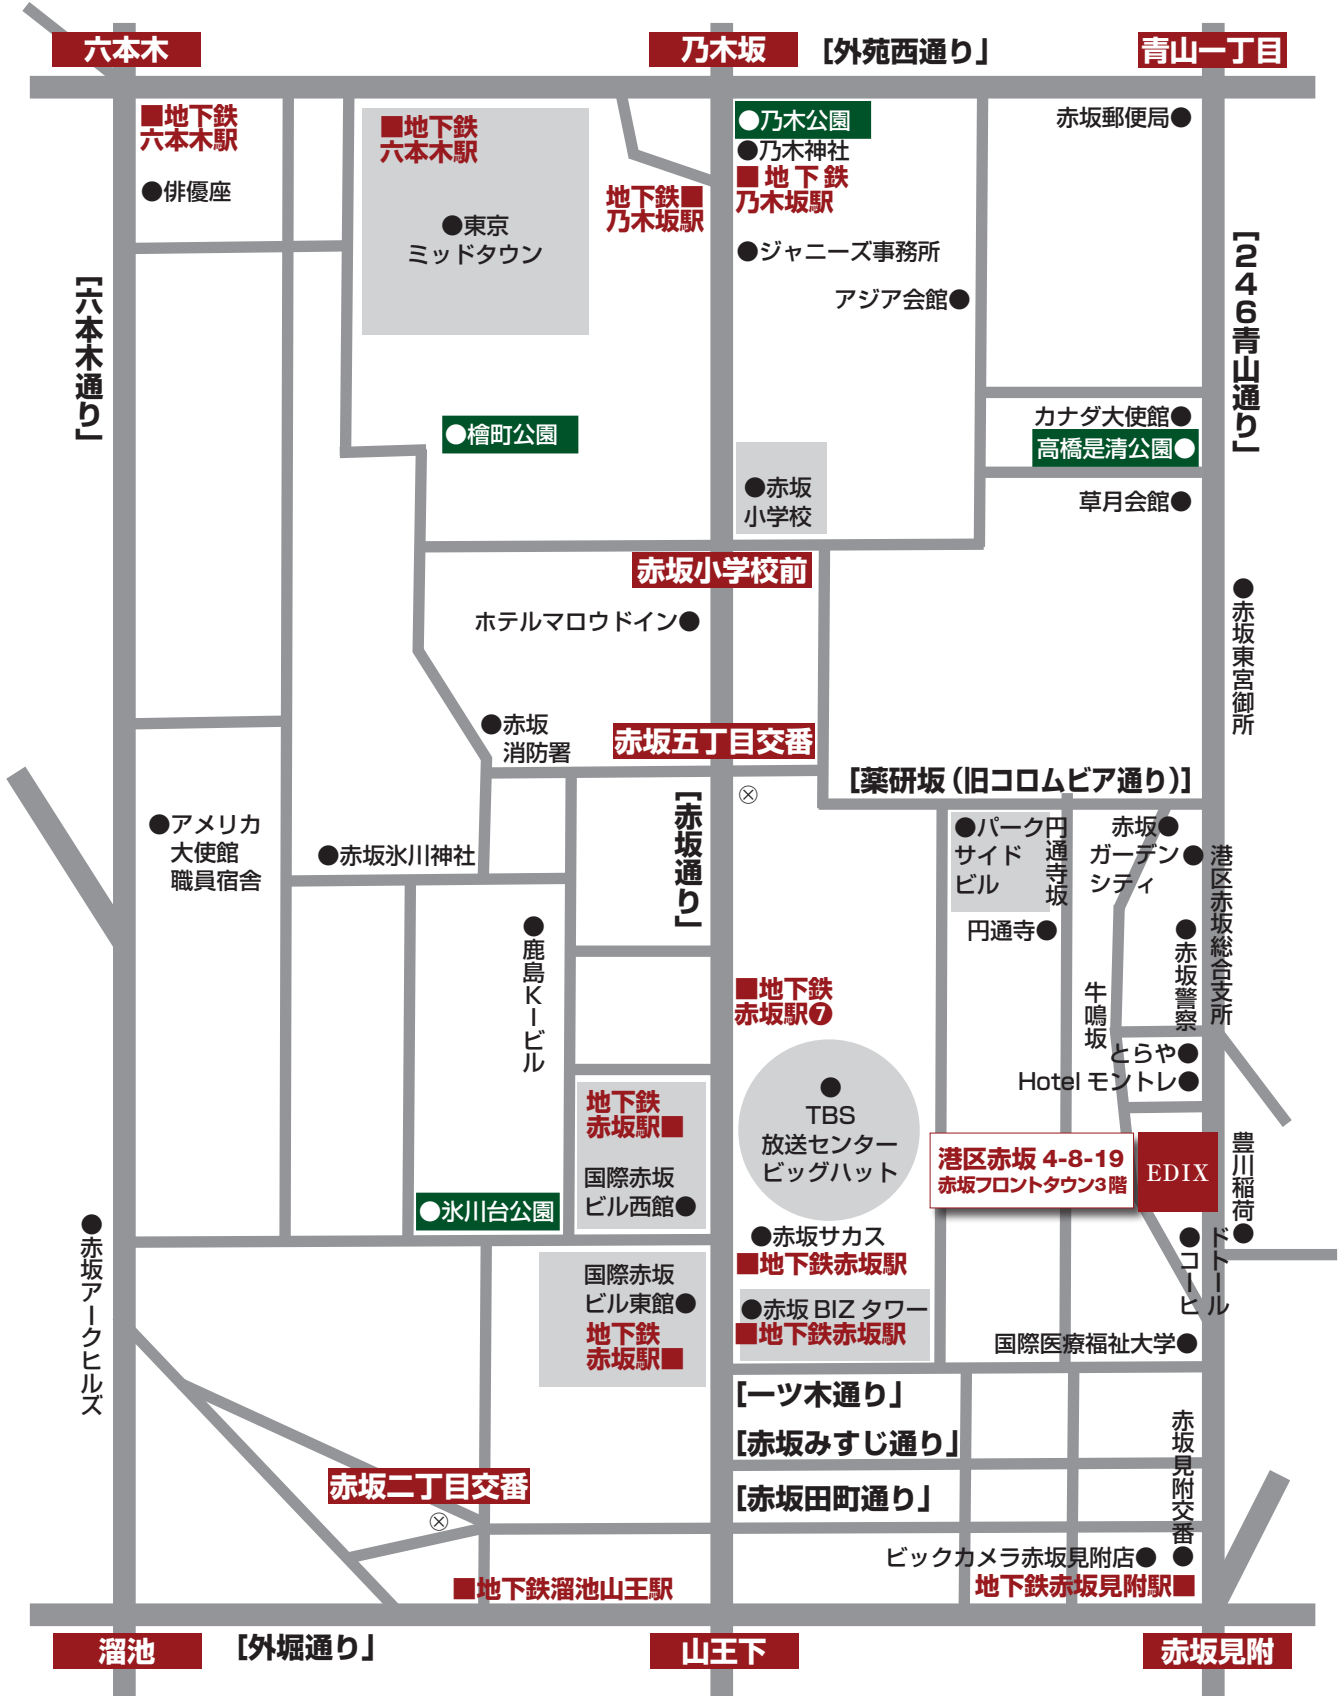 六本木
乃木坂
[外苑西通り」
青山一丁目
■地下鉄
六本木駅
●俳優座
■地下鉄
六本木駅
●東京
ミッドタウン
地下鉄■
乃木坂駅
●乃木公園
●乃木神社
■地下鉄
乃木坂駅
●ジャニーズ事務所
アジア会館●
赤坂郵便局●
[六本木通り」
[246青山通り」
カナダ大使館●
高橋是清公園●
草月会館●
●檜町公園
●赤坂
小学校
赤坂小学校前
ホテルマロウドイン●
●赤坂東宮御所
●赤坂
消防署
赤坂五丁目交番
[薬研坂(旧コロムビア通り)]
[赤坂通り」
●アメリカ
大使館
職員宿舎
●赤坂氷川神社
●パーク
サイド
ビル
円通寺坂
赤坂●
ガーデン●
シティ
港区赤坂総合支所
円通寺●
●赤坂警察
●鹿島Kービル
牛鳴坂
■地下鉄
赤坂駅❼
とらや●
Hotel モントレ●
●
TBS
放送センター
ビッグハット
地下鉄
赤坂駅■
国際赤坂
ビル西館●
港区赤坂 4-8-19
赤坂フロントタウン3階
EDIX
豊川稲荷●
●氷川台公園
●赤坂アークヒルズ
●赤坂サカス
■地下鉄赤坂駅
ドトール
●コーヒー
国際赤坂
ビル東館●
地下鉄
赤坂駅■
●赤坂 BIZ タワー
■地下鉄赤坂駅
国際医療福祉大学●
[一ツ木通り」
[赤坂みすじ通り」
[赤坂田町通り」
赤坂見附交番●
赤坂二丁目交番
ビックカメラ赤坂見附店●
地下鉄赤坂見附駅■
■地下鉄溜池山王駅
溜池
[外堀通り」
山王下
赤坂見附